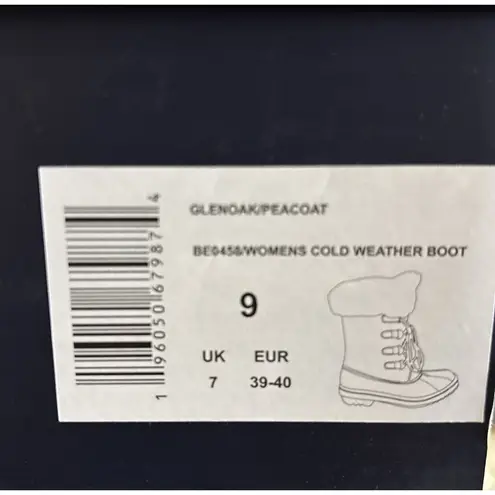 GLENOAK/PEACOAT
BE0458/WOMENS COLD WEATHER BOOT
9
UK EUR
7 39-40
1 96050 67987 4